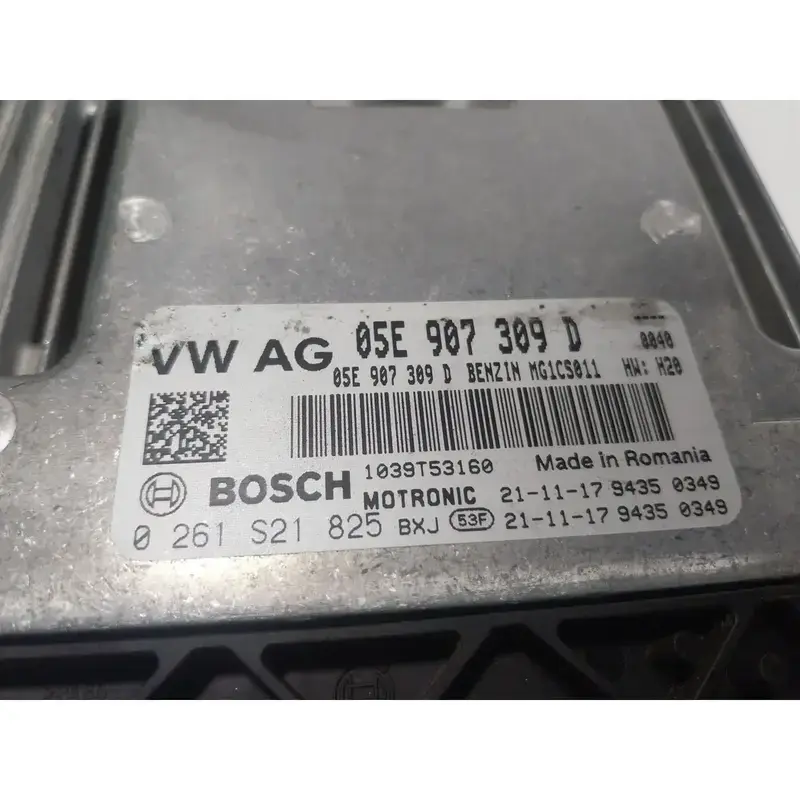 VW AG 05E 907 309 D 0040
05E 907 309 D BENZIN MG1CS011 HW: H20
BOSCH 1039T53160 Made in Romania
MOTRONIC 21-11-17 9435 0349
0 261 S21 825 BXJ 53F 21-11-17 9435 0349